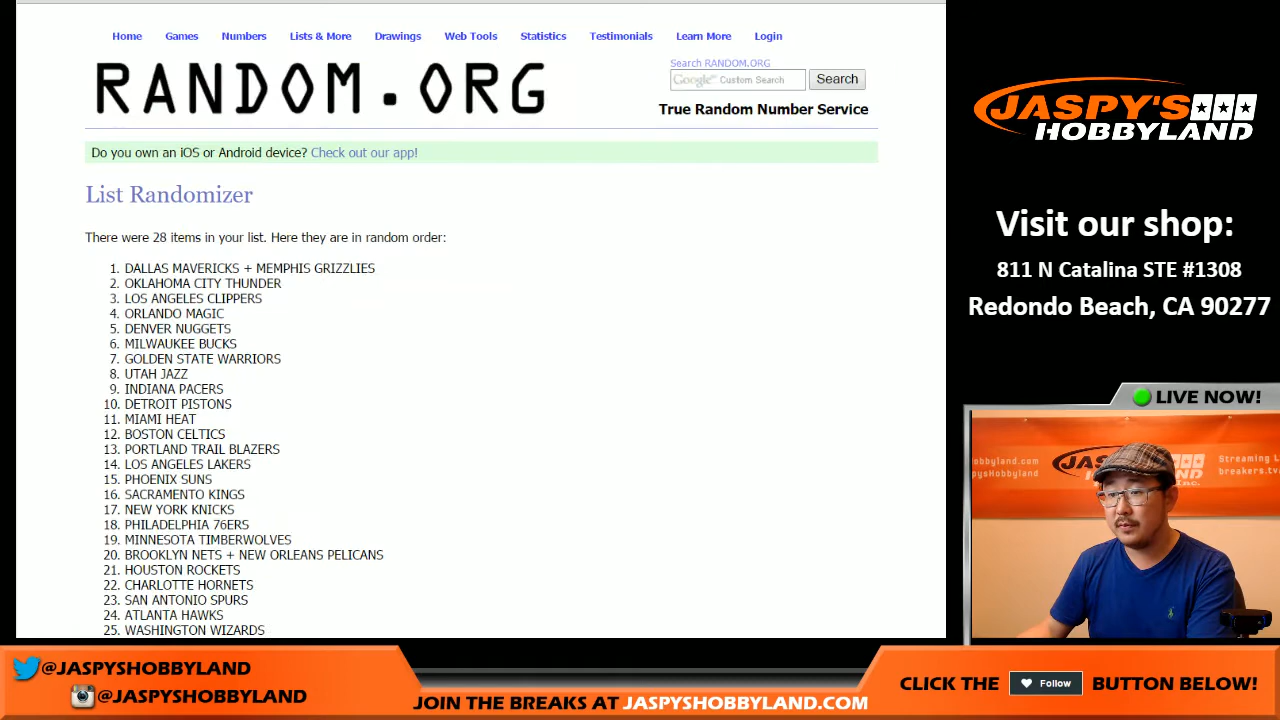 Home Games Numbers Lists & More Drawings Web Tools Statistics Testimonials Learn More Login
RANDOM.ORG
Search RANDOM.ORG
Google™ Custom Search Search
True Random Number Service
Do you own an iOS or Android device? Check out our app!
List Randomizer
There were 28 items in your list. Here they are in random order:
1. DALLAS MAVERICKS + MEMPHIS GRIZZLIES
2. OKLAHOMA CITY THUNDER
3. LOS ANGELES CLIPPERS
4. ORLANDO MAGIC
5. DENVER NUGGETS
6. MILWAUKEE BUCKS
7. GOLDEN STATE WARRIORS
8. UTAH JAZZ
9. INDIANA PACERS
10. DETROIT PISTONS
11. MIAMI HEAT
12. BOSTON CELTICS
13. PORTLAND TRAIL BLAZERS
14. LOS ANGELES LAKERS
15. PHOENIX SUNS
16. SACRAMENTO KINGS
17. NEW YORK KNICKS
18. PHILADELPHIA 76ERS
19. MINNESOTA TIMBERWOLVES
20. BROOKLYN NETS + NEW ORLEANS PELICANS
21. HOUSTON ROCKETS
22. CHARLOTTE HORNETS
23. SAN ANTONIO SPURS
24. ATLANTA HAWKS
25. WASHINGTON WIZARDS
JASPY'S
HOBBYLAND
Visit our shop:
811 N Catalina STE #1308
Redondo Beach, CA 90277
LIVE NOW!
Streaming
breakers.tv
@JASPYSHOBBYLAND
@JASPYSHOBBYLAND
JOIN THE BREAKS AT JASPYSHOBBYLAND.COM
CLICK THE Follow BUTTON BELOW!